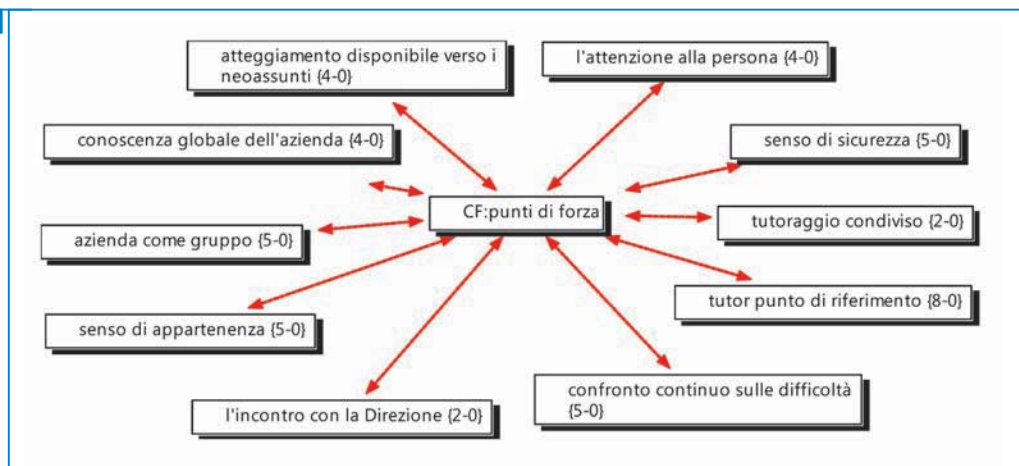 atteggiamento disponibile verso i
neoassunti {4-0}
l'attenzione alla persona {4-0}
conoscenza globale dell'azienda {4-0}
senso di sicurezza {5-0}
CF:punti di forza
azienda come gruppo {5-0}
tutoraggio condiviso {2-0}
senso di appartenenza {5-0}
tutor punto di riferimento {8-0}
l'incontro con la Direzione {2-0}
confronto continuo sulle difficoltà
{5-0}